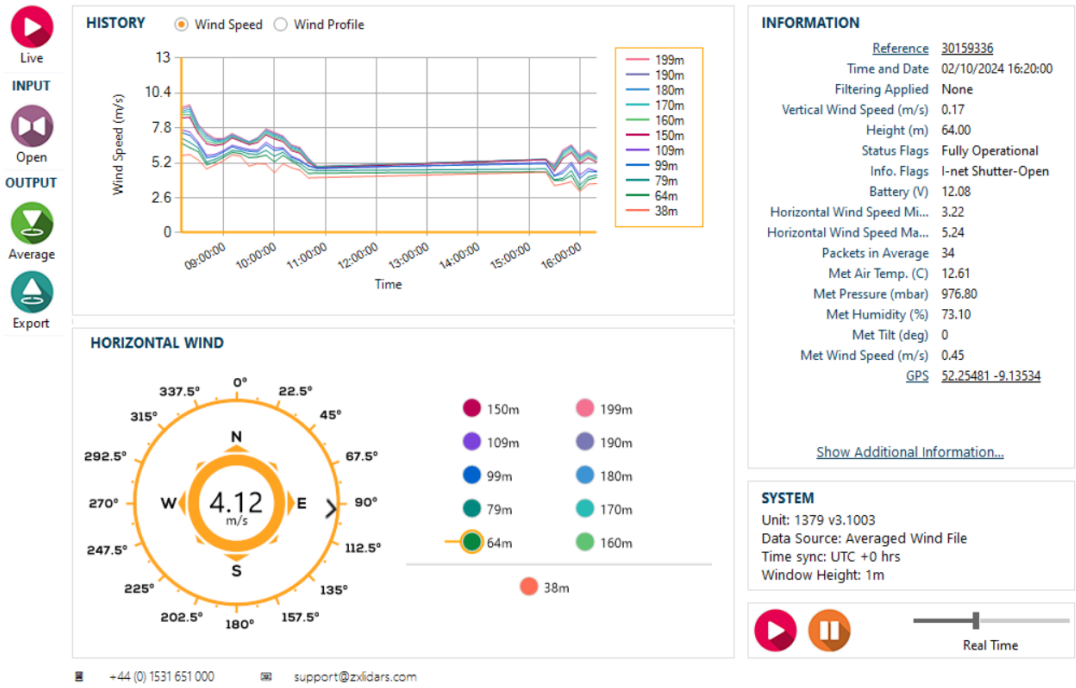 Live
INPUT
Open
OUTPUT
Average
Export
HISTORY
Wind Speed
Wind Profile
13
10.4
7.8
5.2
2.6
0
Wind Speed (m/s)
09:00:00
10:00:00
11:00:00
12:00:00
13:00:00
14:00:00
15:00:00
16:00:00
Time
199m
190m
180m
170m
160m
150m
109m
99m
79m
64m
38m
HORIZONTAL WIND
0°
22.5°
45°
67.5°
90°
112.5°
135°
157.5°
180°
202.5°
225°
247.5°
270°
292.5°
315°
337.5°
N
W
E
S
4.12
m/s
150m 199m
109m 190m
99m 180m
79m 170m
64m 160m
38m
INFORMATION
Reference 30159336
Time and Date 02/10/2024 16:20:00
Filtering Applied None
Vertical Wind Speed (m/s) 0.17
Height (m) 64.00
Status Flags Fully Operational
Info. Flags I-net Shutter-Open
Battery (V) 12.08
Horizontal Wind Speed Mi... 3.22
Horizontal Wind Speed Ma... 5.24
Packets in Average 34
Met Air Temp. (C) 12.61
Met Pressure (mbar) 976.80
Met Humidity (%) 73.10
Met Tilt (deg) 0
Met Wind Speed (m/s) 0.45
GPS 52.25481 -9.13534
Show Additional Information...
SYSTEM
Unit: 1379 v3.1003
Data Source: Averaged Wind File
Time sync: UTC +0 hrs
Window Height: 1m
Real Time
+44 (0) 1531 651 000 support@zxlidars.com